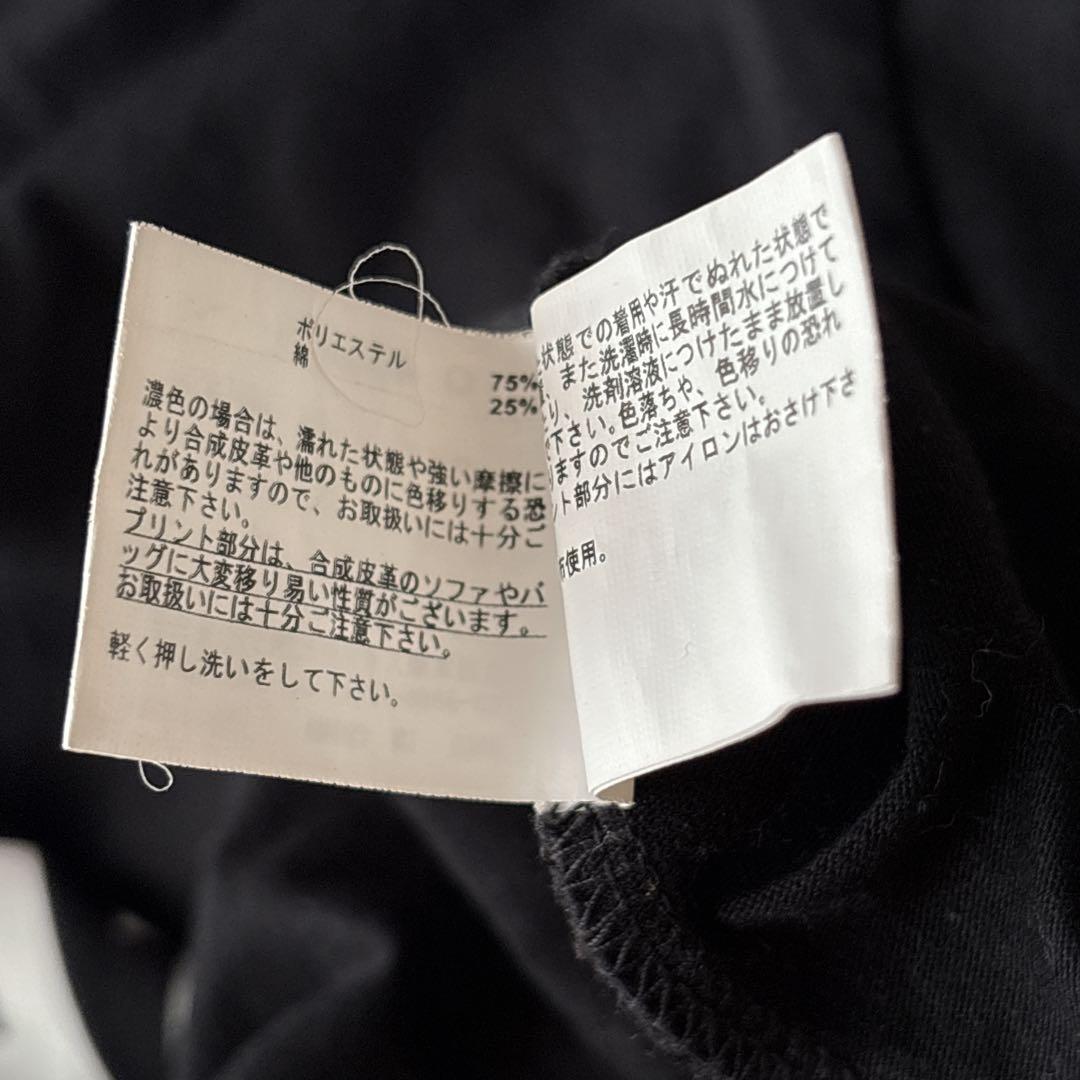 ポリエステル 75%
綿 25%
濃色の場合は、濡れた状態や強い摩擦に
より合成皮革や他のものに色移りする恐
れがありますので、お取扱いには十分ご
注意下さい。
プリント部分は、合成皮革のソファやバ
ッグに大変移り易い性質がございます。
お取扱いには十分ご注意下さい。
軽く押し洗いをして下さい。
状態での着用や汗でぬれた状態で
、また洗濯時に長時間水につけて
り、洗剤溶液につけたまま放置し
下さい。色落ちや、色移りの恐れ
ますのでご注意下さい。
ント部分にはアイロンはおさけ下さ
使用。